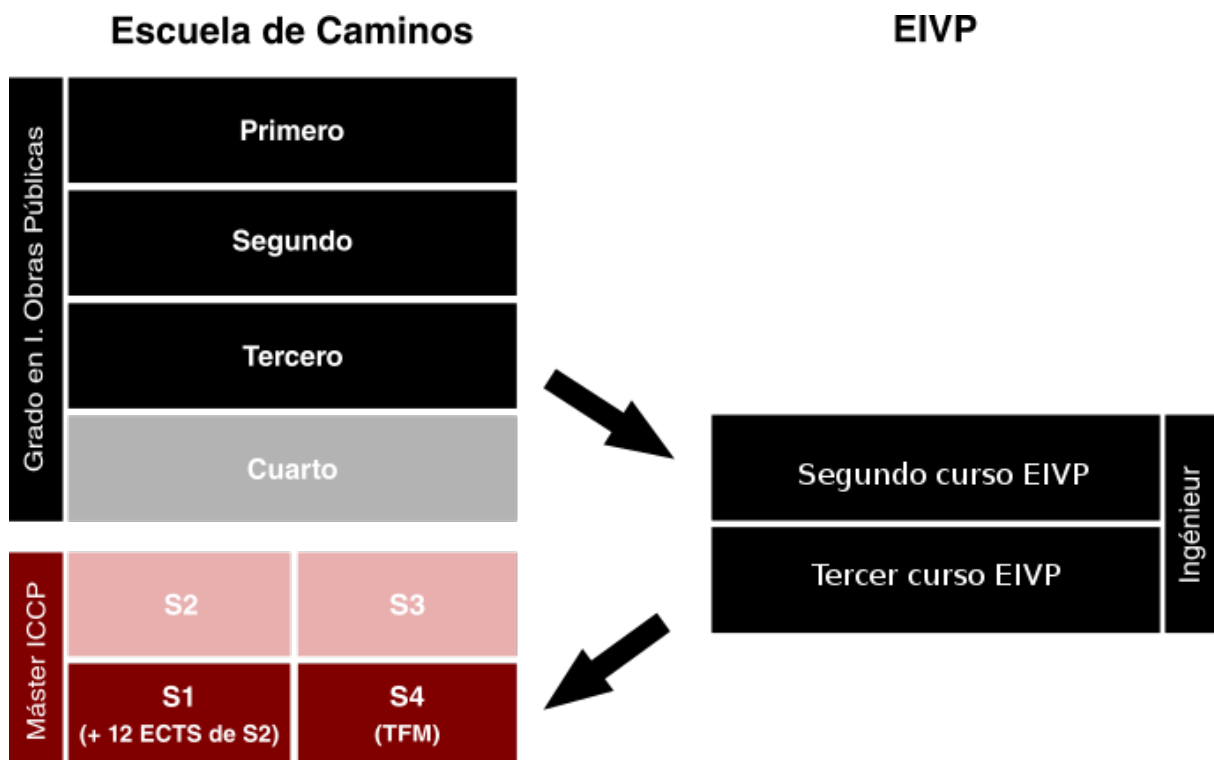 Escuela de Caminos
EIVP
Grado en I. Obras Públicas
Primero
Segundo
Tercero
Cuarto
Segundo curso EIVP
Tercer curso EIVP
Ingénieur
Máster ICCP
S2
S3
S1
(+ 12 ECTS de S2)
S4
(TFM)